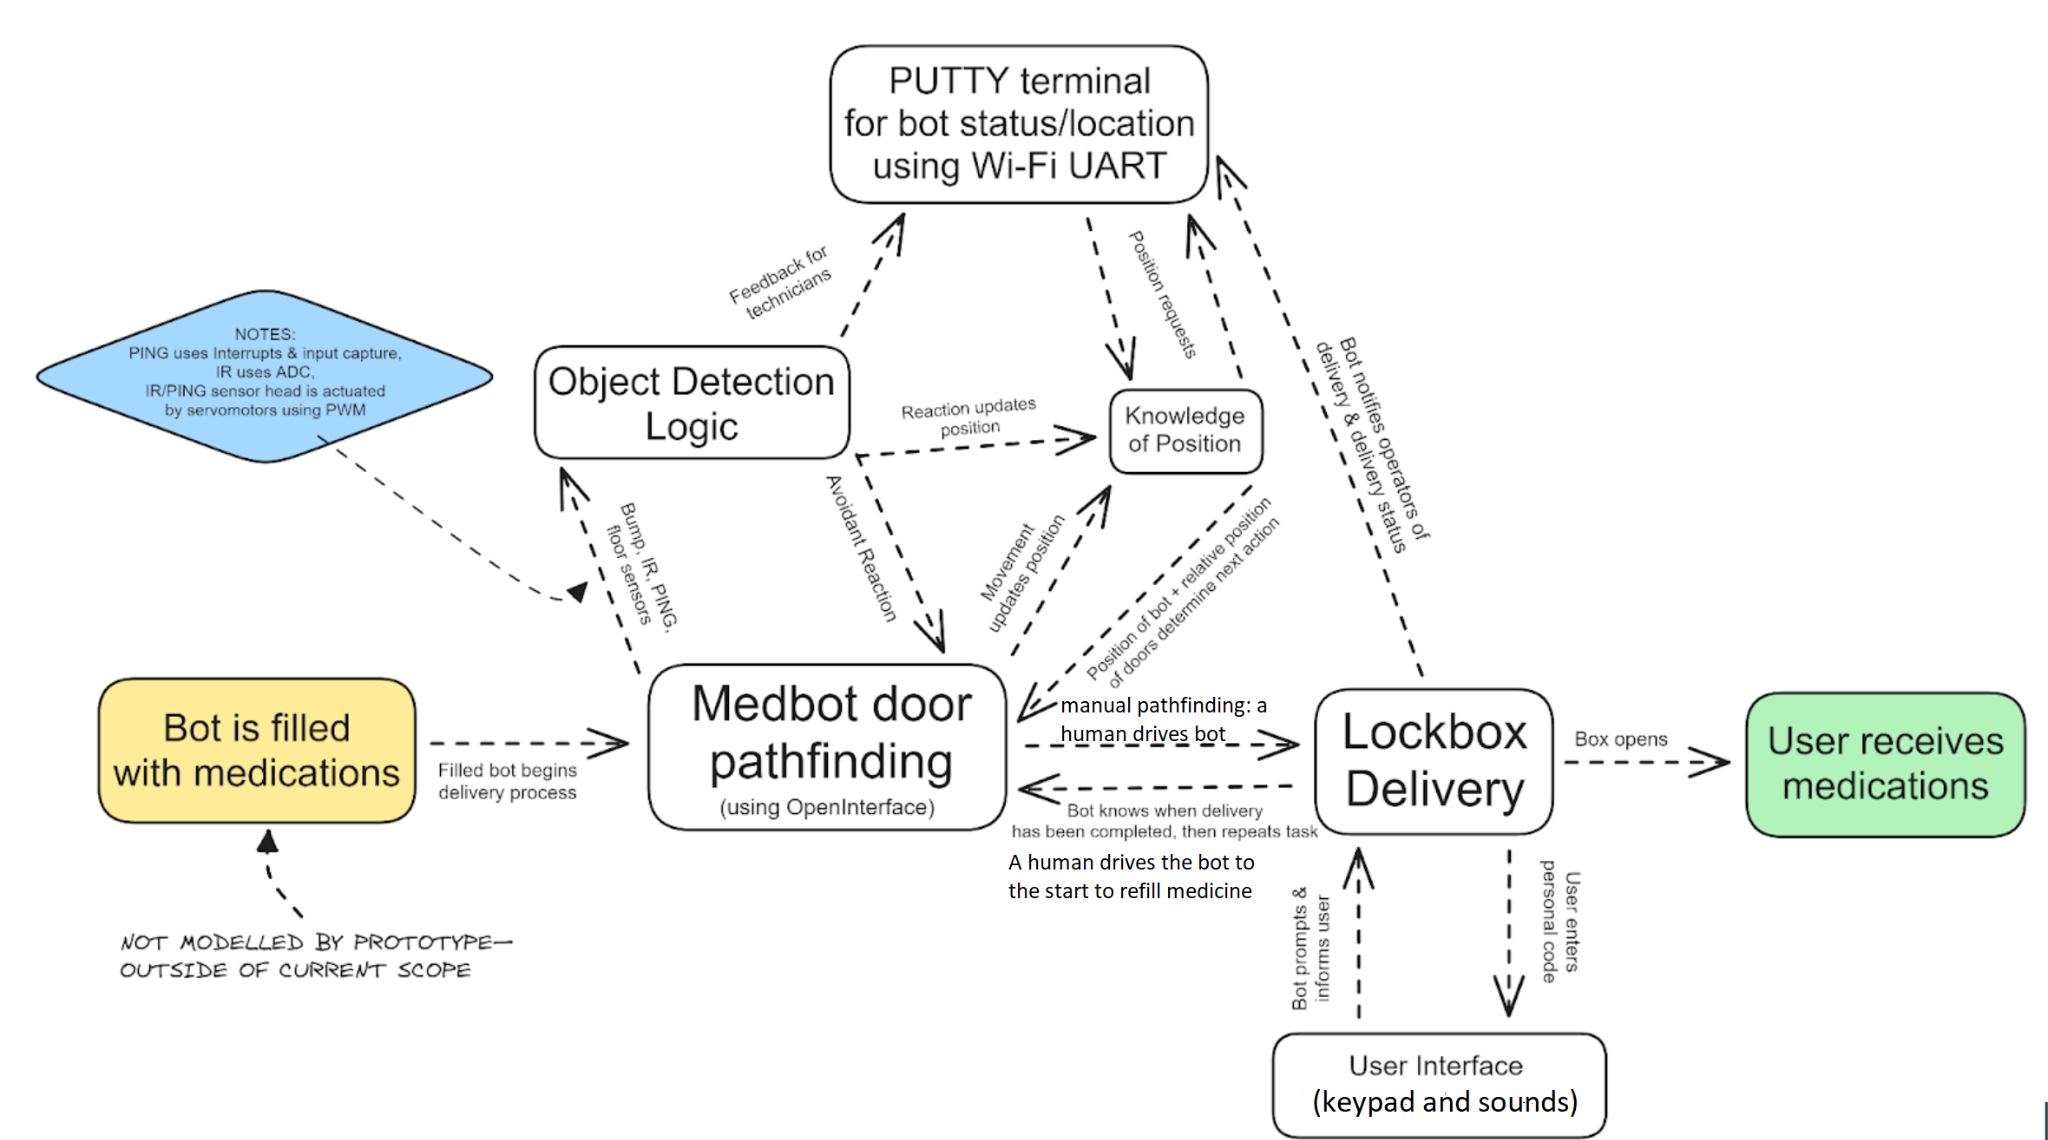 PUTTY terminal
for bot status/location
using Wi-Fi UART
Feedback for
technicians
Position requests
Bot notifies operators of
delivery & delivery status
NOTES:
PING uses Interrupts & input capture,
IR uses ADC,
IR/PING sensor head is actuated
by servomotors using PWM
Object Detection
Logic
Reaction updates
position
Knowledge
of Position
Bump, IR, PING,
floor sensors
Avoidant Reaction
Movement
updates position
Position of bot + relative position
of doors determine next action
Bot is filled
with medications
Filled bot begins
delivery process
Medbot door
pathfinding
(using OpenInterface)
manual pathfinding: a
human drives bot
Bot knows when delivery
has been completed, then repeats task
A human drives the bot to
the start to refill medicine
Lockbox
Delivery
Box opens
User receives
medications
NOT MODELLED BY PROTOTYPE—
OUTSIDE OF CURRENT SCOPE
Bot prompts &
informs user
User enters
personal code
User Interface
(keypad and sounds)